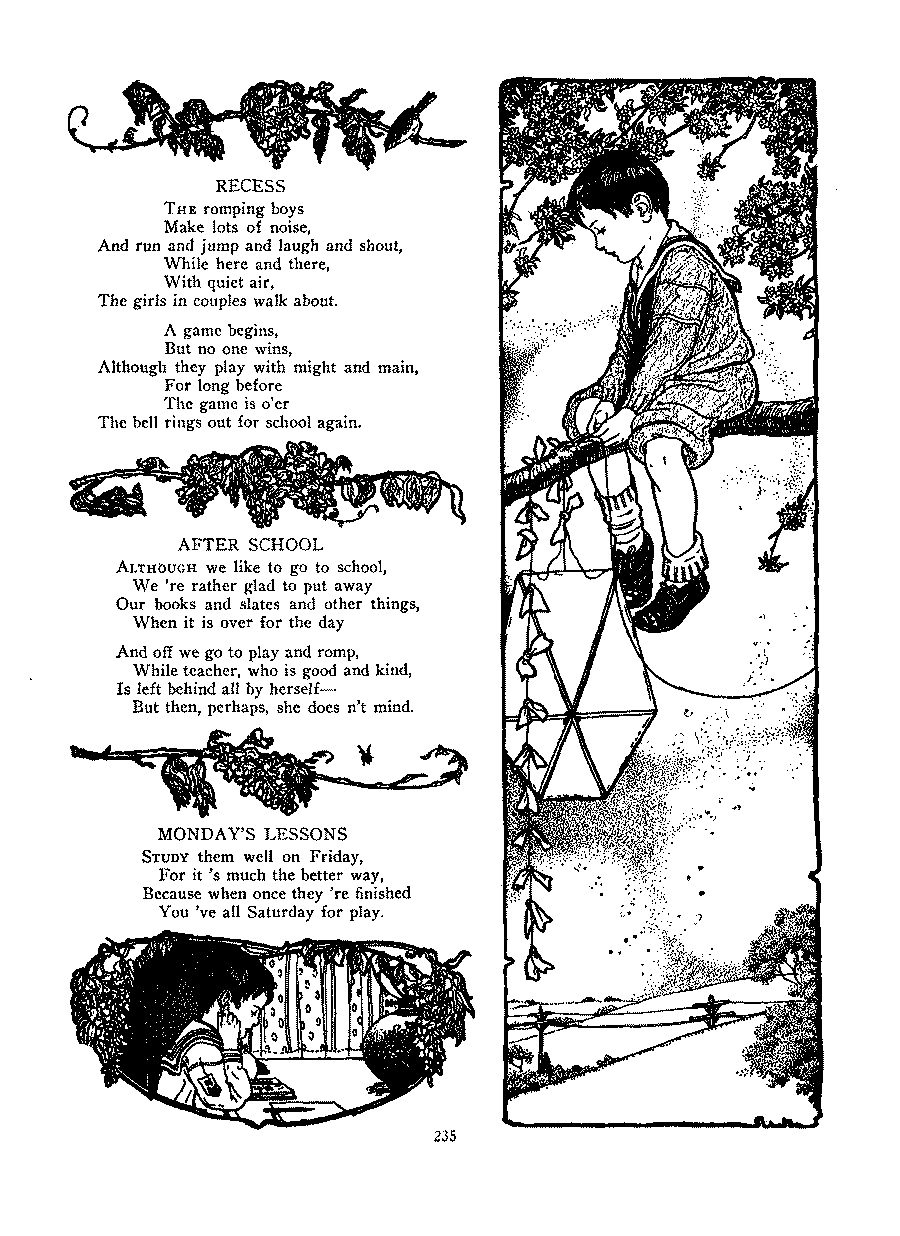 RECESS
THE romping boys
Make lots of noise,
And run and jump and laugh and shout,
While here and there,
With quiet air,
The girls in couples walk about.
A game begins,
But no one wins,
Although they play with might and main,
For long before
The game is o'er
The bell rings out for school again.
AFTER SCHOOL
ALTHOUGH we like to go to school,
We 're rather glad to put away
Our books and slates and other things,
When it is over for the day
And off we go to play and romp,
While teacher, who is good and kind,
Is left behind all by herself—
But then, perhaps, she does n't mind.
MONDAY'S LESSONS
STUDY them well on Friday,
For it 's much the better way,
Because when once they 're finished
You 've all Saturday for play.
235